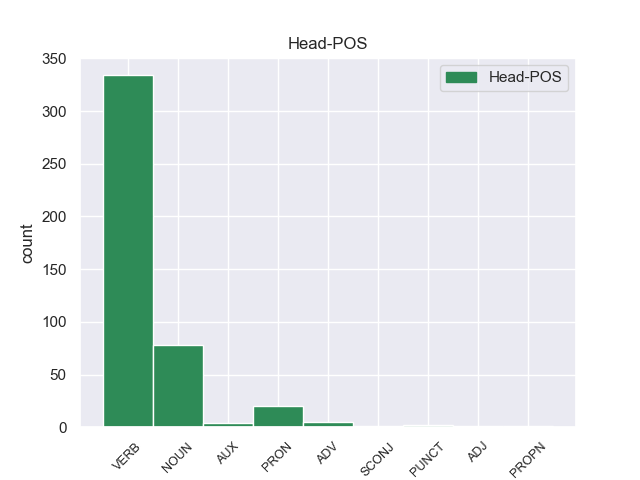 Head-POS
Head-POS
350
300
250
200
150
100
50
0
count
VERB
NOUN
AUX
PRON
ADV
SCONJ
PUNCT
ADJ
PROPN